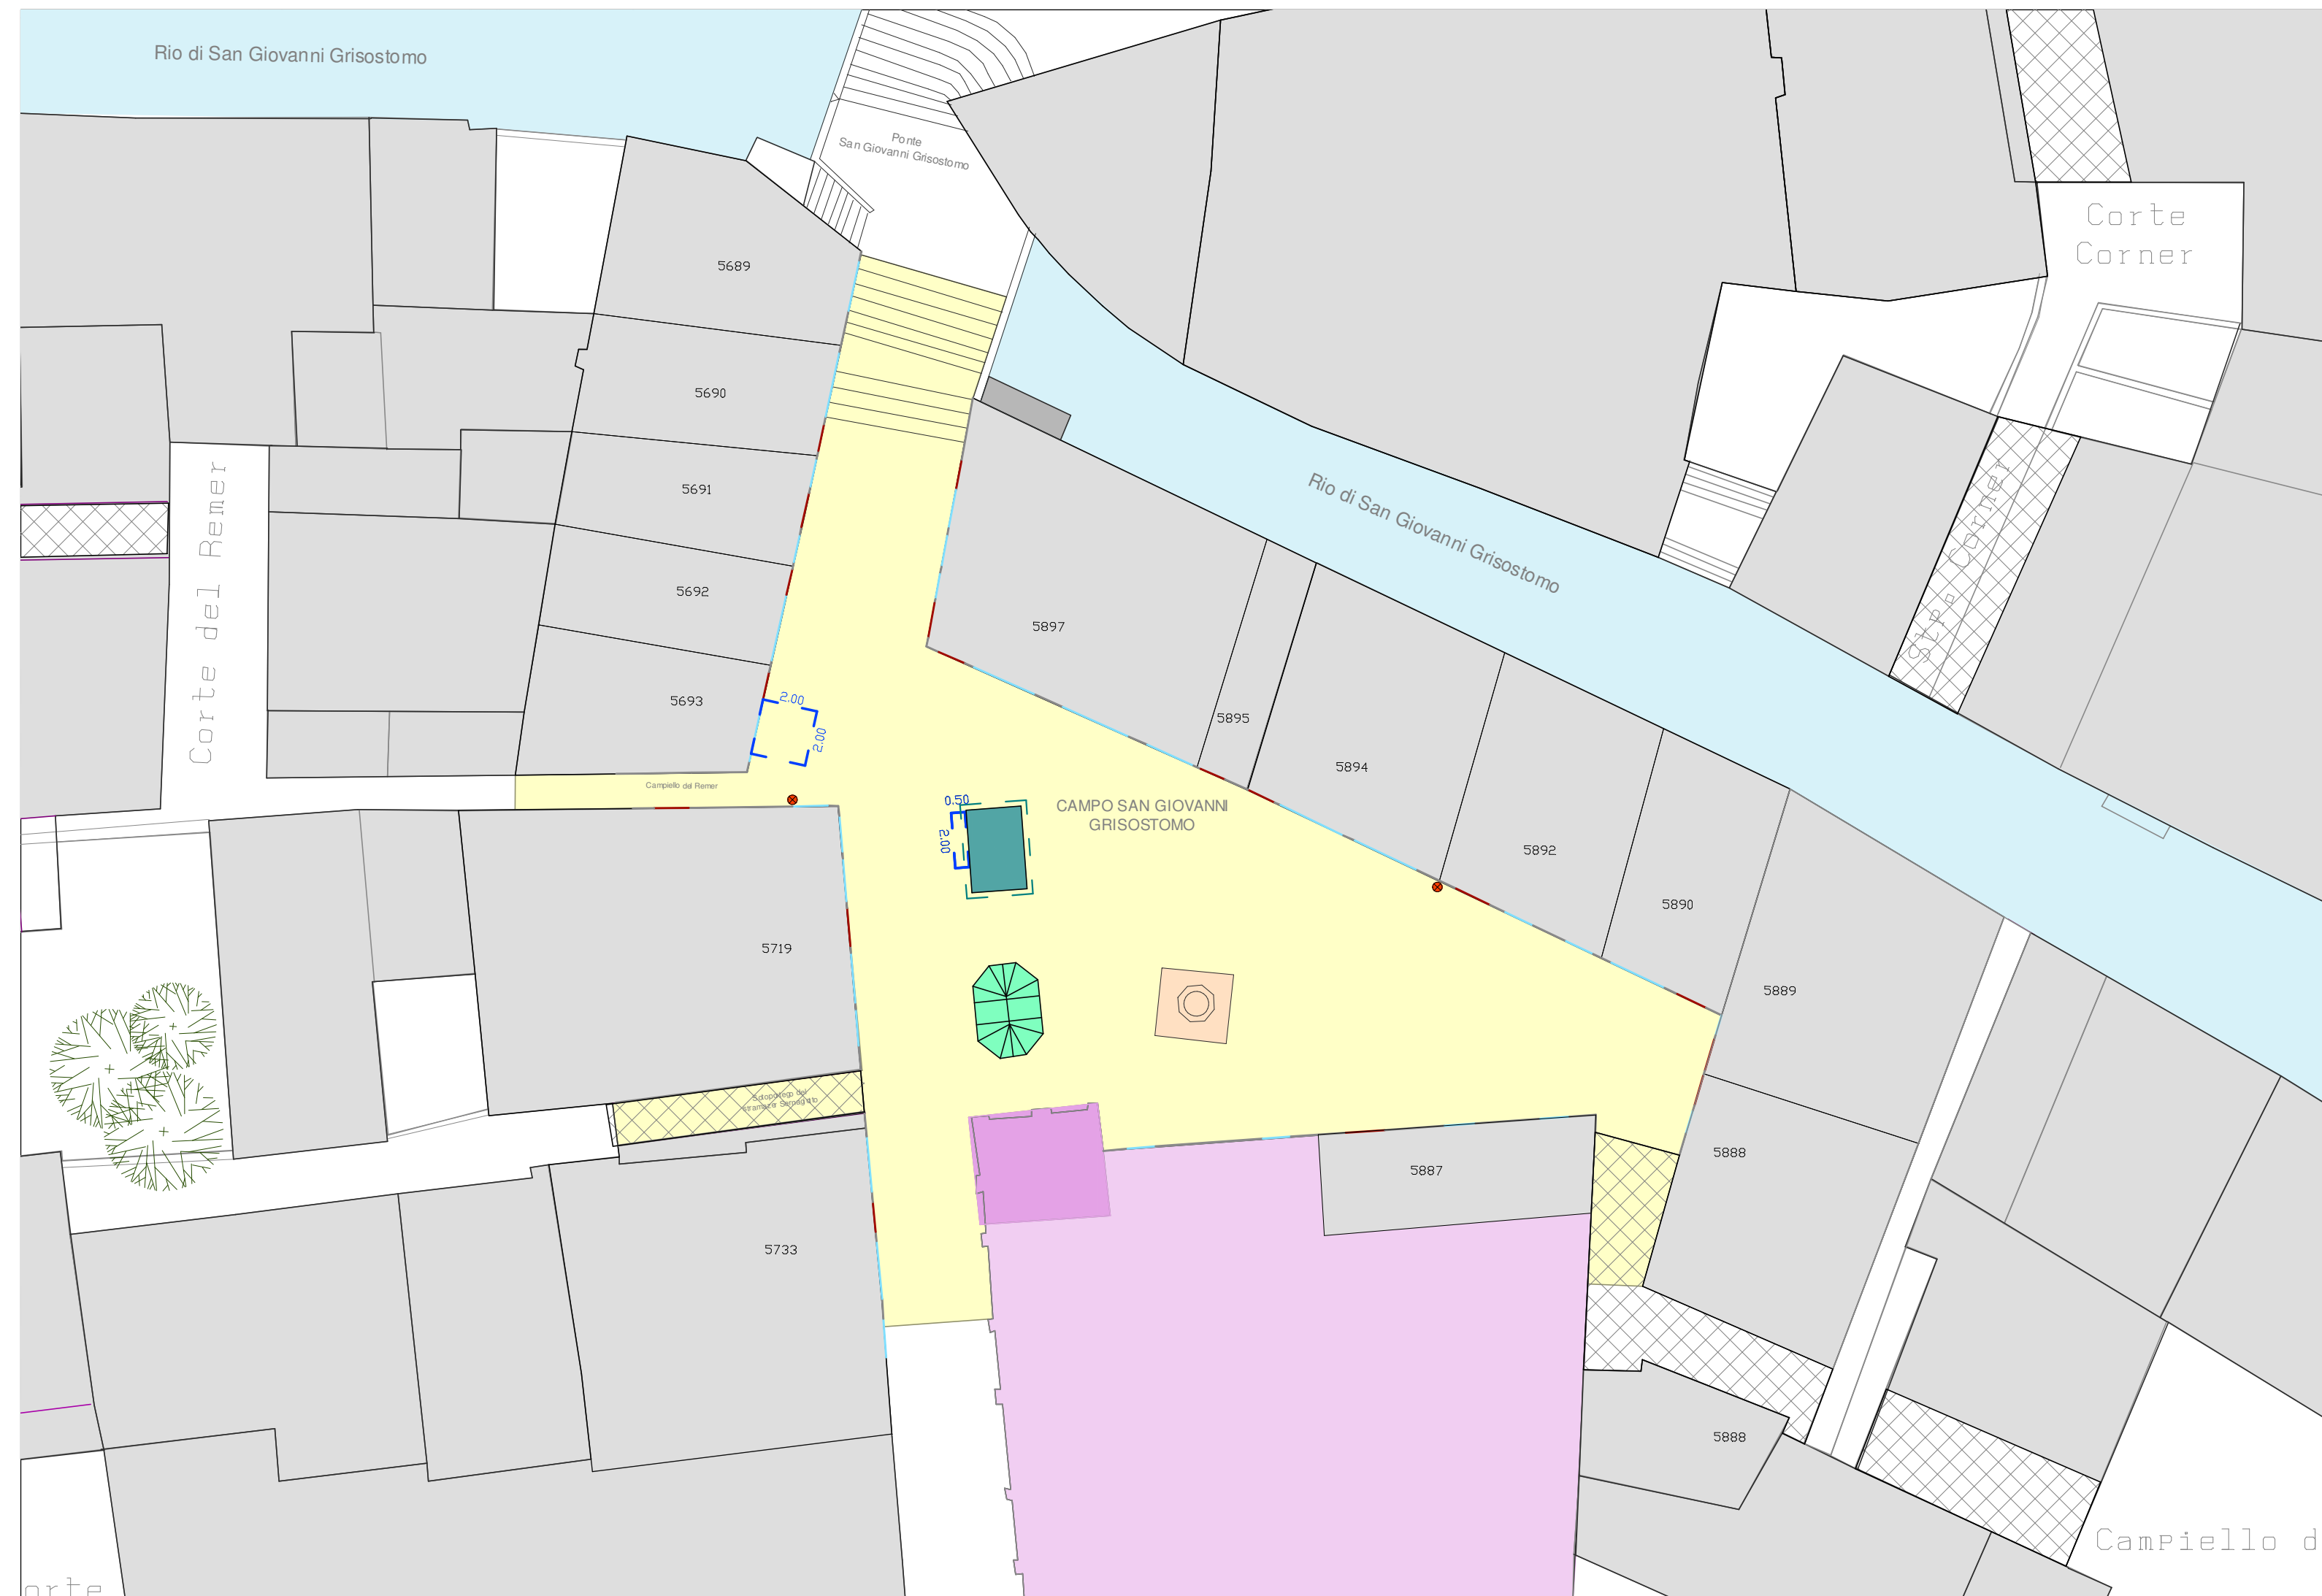 Rio di San Giovanni Grisostomo
Ponte
San Giovanni Grisostomo
Corte
Corner
5689
5690
5691
5692
5693
Corte del Remer
Rio di San Giovanni Grisostomo
5897
5895
5894
5892
5890
5889
2.00
2.00
Campiello del Remer
0.50
2.00
CAMPO SAN GIOVANNI
GRISOSTOMO
5719
5733
5887
5888
5888
Corner
Campiello d
orte